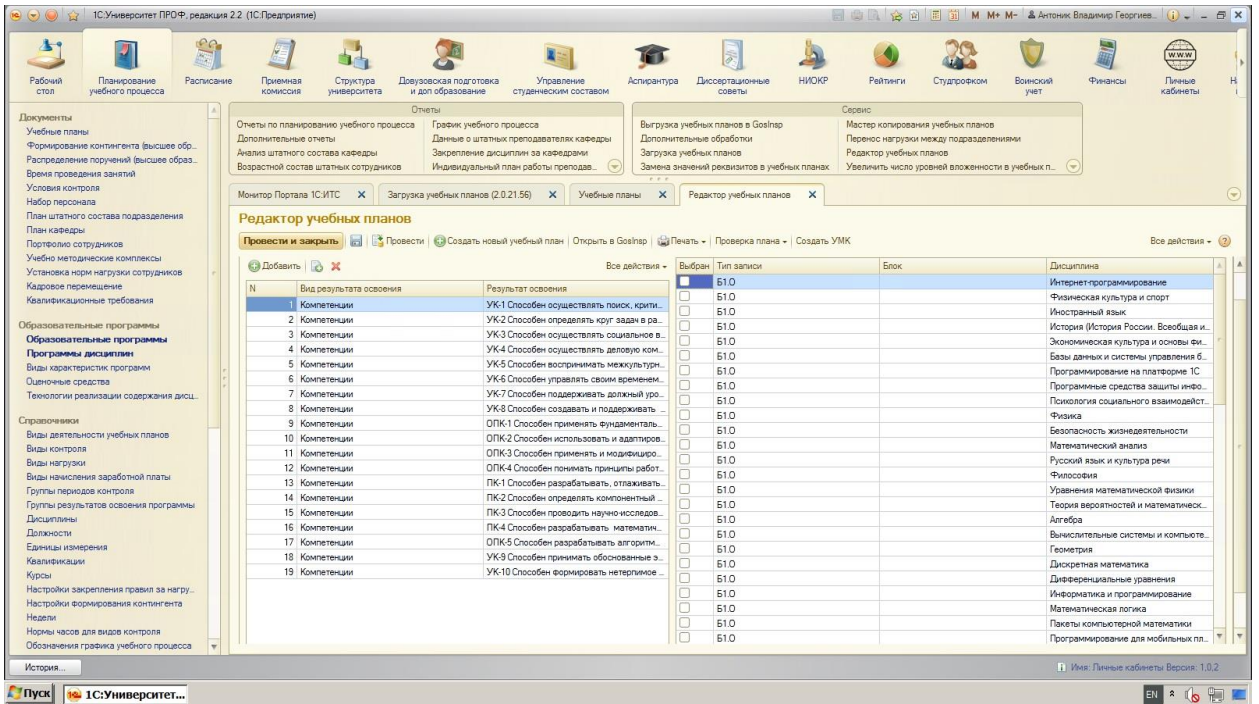 1С:Университет ПРОФ, редакция 2.2 (1С:Предприятие)
M M+ M- Антоник Владимир Георгиев...
Рабочий стол
Планирование учебного процесса
Расписание
Приемная комиссия
Структура университета
Довузовская подготовка и доп образование
Управление студенческим составом
Аспирантура
Диссертационные советы
НИОКР
Рейтинги
Студпрофком
Воинский учет
Финансы
Личные кабинеты
Документы
Учебные планы
Формирование контингента (высшее обр...
Распределение поручений (высшее образ...
Время проведения занятий
Условия контроля
Набор персонала
План штатного состава подразделения
План кафедры
Портфолио сотрудников
Учебно методические комплексы
Установка норм нагрузки сотрудников
Кадровое перемещение
Квалификационные требования
Образовательные программы
Образовательные программы
Программы дисциплин
Виды характеристик программ
Оценочные средства
Технологии реализации содержания дисц...
Справочники
Виды деятельности учебных планов
Виды контроля
Виды нагрузки
Виды начисления заработной платы
Группы периодов контроля
Группы результатов освоения программы
Дисциплины
Должности
Единицы измерения
Квалификации
Курсы
Настройки закрепления правил за нагру...
Настройки формирования контингента
Недели
Нормы часов для видов контроля
Обозначения графика учебного процесса
Отчеты
Отчеты по планированию учебного процесса График учебного процесса
Дополнительные отчеты Данные о штатных преподавателях кафедры
Анализ штатного состава кафедры Закрепление дисциплин за кафедрами
Возрастной состав штатных сотрудников Индивидуальный план работы преподав...
Сервис
Выгрузка учебных планов в GosInsp Мастер копирования учебных планов
Дополнительные обработки Перенос нагрузки между подразделениями
Загрузка учебных планов Редактор учебных планов
Замена значений реквизитов в учебных планах Увеличить число уровней вложенности в учебных п...
Монитор Портала 1С:ИТС Загрузка учебных планов (2.0.21.56) Учебные планы Редактор учебных планов
Редактор учебных планов
Провести и закрыть Провести Создать новый учебный план Открыть в GosInsp Печать Проверка плана Создать УМК Все действия
Добавить Все действия
N Вид результата освоения Результат освоения
1 Компетенции УК-1 Способен осуществлять поиск, крити...
2 Компетенции УК-2 Способен определять круг задач в ра...
3 Компетенции УК-3 Способен осуществлять социальное в...
4 Компетенции УК-4 Способен осуществлять деловую ком...
5 Компетенции УК-5 Способен воспринимать межкультурн...
6 Компетенции УК-6 Способен управлять своим временем...
7 Компетенции УК-7 Способен поддерживать должный уро...
8 Компетенции УК-8 Способен создавать и поддерживать ...
9 Компетенции ОПК-1 Способен применять фундаменталь...
10 Компетенции ОПК-2 Способен использовать и адаптиров...
11 Компетенции ОПК-3 Способен применять и модифициро...
12 Компетенции ОПК-4 Способен понимать принципы работ...
13 Компетенции ПК-1 Способен разрабатывать, отлаживать...
14 Компетенции ПК-2 Способен определять компонентный ...
15 Компетенции ПК-3 Способен проводить научно-исследов...
16 Компетенции ПК-4 Способен разрабатывать математич...
17 Компетенции ОПК-5 Способен разрабатывать алгоритм...
18 Компетенции УК-9 Способен принимать обоснованные э...
19 Компетенции УК-10 Способен формировать нетерпимое ...
Выбран Тип записи Блок Дисциплина
Б1.О Интернет-программирование
Б1.О Физическая культура и спорт
Б1.О Иностранный язык
Б1.О История (История России. Всеобщая и...
Б1.О Экономическая культура и основы фи...
Б1.О Базы данных и системы управления б...
Б1.О Программирование на платформе 1С
Б1.О Программные средства защиты инфо...
Б1.О Психология социального взаимодейст...
Б1.О Физика
Б1.О Безопасность жизнедеятельности
Б1.О Математический анализ
Б1.О Русский язык и культура речи
Б1.О Философия
Б1.О Уравнения математической физики
Б1.О Теория вероятностей и математическ...
Б1.О Алгебра
Б1.О Вычислительные системы и компьюте...
Б1.О Геометрия
Б1.О Дискретная математика
Б1.О Дифференциальные уравнения
Б1.О Информатика и программирование
Б1.О Математическая логика
Б1.О Пакеты компьютерной математики
Б1.О Программирование для мобильных пл...
История... Имя: Личные кабинеты Версия: 1,0,2
Пуск 1С:Университет... EN